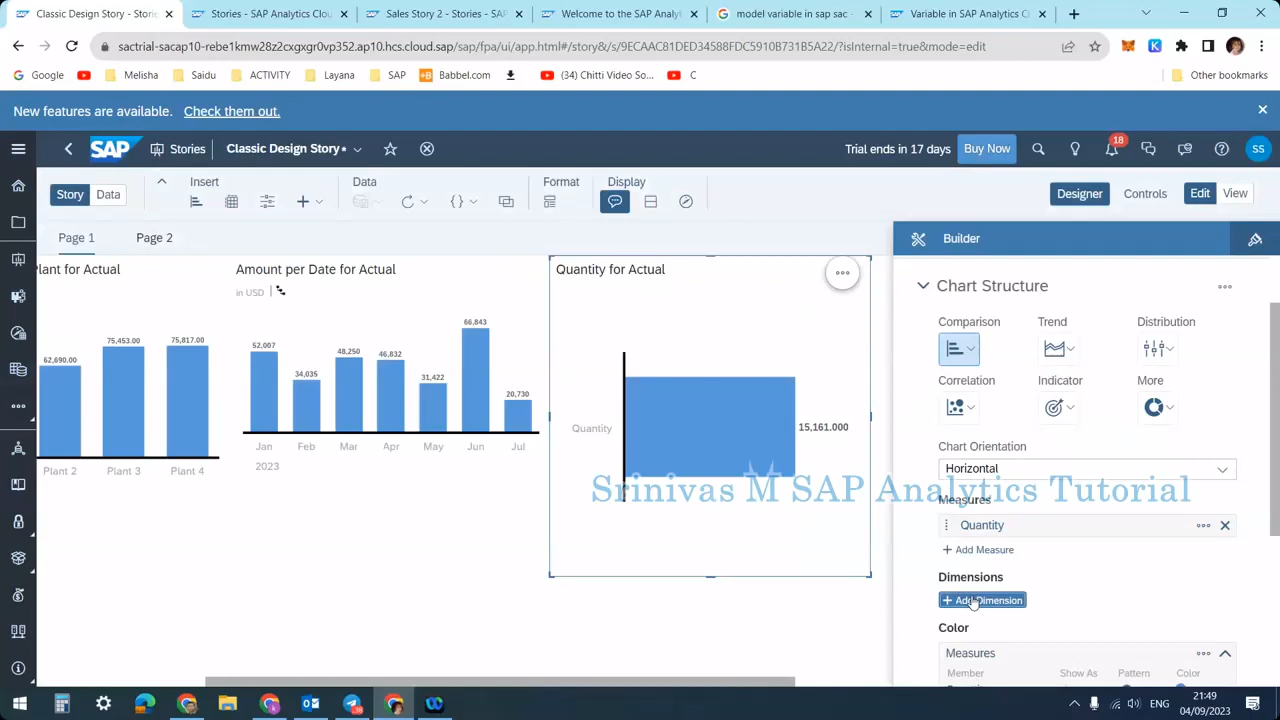 Classic Design Story - Stories
Stories - SAP Analytics Clou
Sales Story 2 - Stories - SAP
Welcome to the SAP Analyti
model variable in sap sac -
Variable in SAP Analytics C
sactrial-sacap10-rebe1kmw28z2cxgxgr0vp352.ap10.hcs.cloud.sap/sap/fpa/ui/app.html#/story&/s/9ECAAC81DED34588FDC5910B731B5A22/?isInternal=true&mode=edit
Google
Melisha
Saidu
ACTIVITY
Layana
SAP
Babbel.com
(34) Chitti Video So...
C
Other bookmarks
New features are available. Check them out.
SAP
Stories
Classic Design Story*
Trial ends in 17 days
Buy Now
18
SS
Story
Data
Insert
Data
Format
Display
Designer
Controls
Edit
View
Page 1
Page 2
Plant for Actual
62,690.00
75,453.00
75,817.00
Plant 2
Plant 3
Plant 4
Amount per Date for Actual
in USD
52,007
34,035
48,250
46,832
31,422
66,843
20,730
Jan
Feb
Mar
Apr
May
Jun
Jul
2023
Quantity for Actual
Quantity
15,161.000
Builder
Chart Structure
Comparison
Trend
Distribution
Correlation
Indicator
More
Chart Orientation
Horizontal
Srinivas M SAP Analytics Tutorial
Measures
Quantity
+ Add Measure
Dimensions
+ Add Dimension
Color
Measures
Member
Show As
Pattern
Color
ENG
21:49
04/09/2023